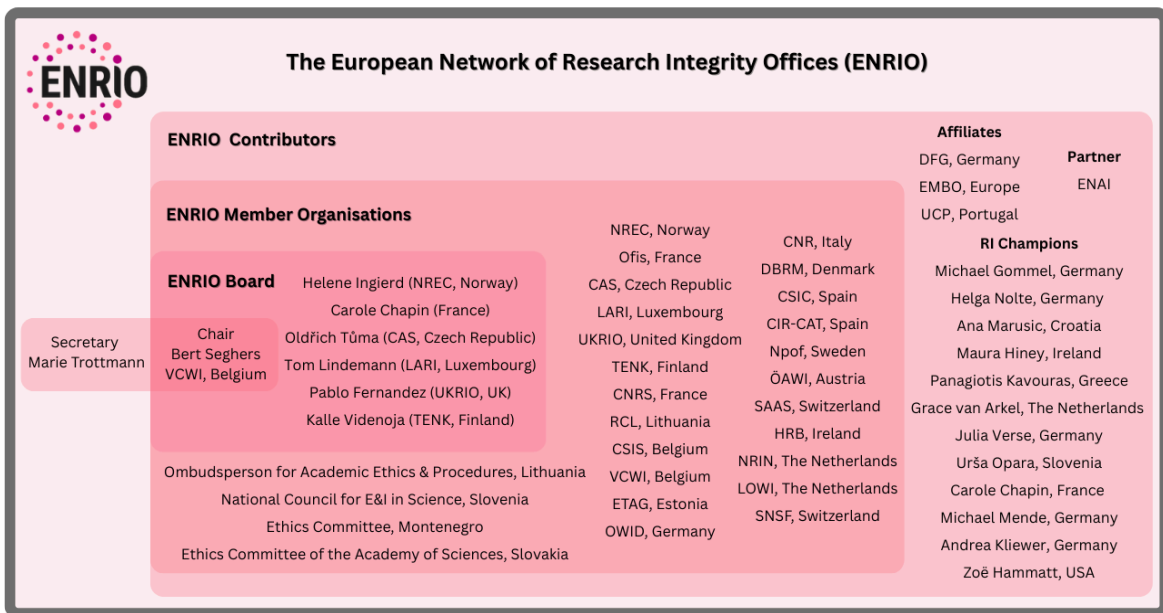 ENRIO
The European Network of Research Integrity Offices (ENRIO)
ENRIO Contributors
ENRIO Member Organisations
ENRIO Board
Secretary
Marie Trottmann
Chair
Bert Seghers
VCWI, Belgium
Helene Ingierd (NREC, Norway)
Carole Chapin (France)
Oldřich Tůma (CAS, Czech Republic)
Tom Lindemann (LARI, Luxembourg)
Pablo Fernandez (UKRIO, UK)
Kalle Videnoja (TENK, Finland)
Ombudsperson for Academic Ethics & Procedures, Lithuania
National Council for E&I in Science, Slovenia
Ethics Committee, Montenegro
Ethics Committee of the Academy of Sciences, Slovakia
NREC, Norway
Ofis, France
CAS, Czech Republic
LARI, Luxembourg
UKRIO, United Kingdom
TENK, Finland
CNRS, France
RCL, Lithuania
CSIS, Belgium
VCWI, Belgium
ETAG, Estonia
OWID, Germany
CNR, Italy
DBRM, Denmark
CSIC, Spain
CIR-CAT, Spain
Npof, Sweden
ÖAWI, Austria
SAAS, Switzerland
HRB, Ireland
NRIN, The Netherlands
LOWI, The Netherlands
SNSF, Switzerland
Affiliates
DFG, Germany
EMBO, Europe
UCP, Portugal
Partner
ENAI
RI Champions
Michael Gommel, Germany
Helga Nolte, Germany
Ana Marusic, Croatia
Maura Hiney, Ireland
Panagiotis Kavouras, Greece
Grace van Arkel, The Netherlands
Julia Verse, Germany
Urša Opara, Slovenia
Carole Chapin, France
Michael Mende, Germany
Andrea Kliewer, Germany
Zoë Hammatt, USA